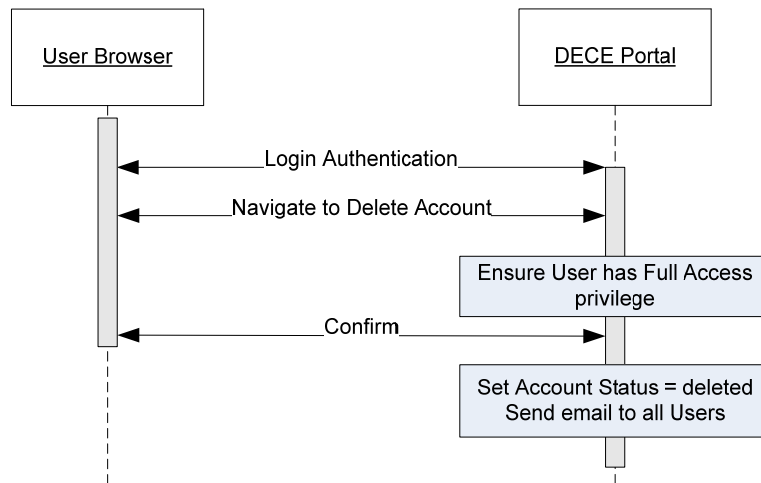 User Browser
DECE Portal
Login Authentication
Navigate to Delete Account
Ensure User has Full Access
privilege
Confirm
Set Account Status = deleted
Send email to all Users